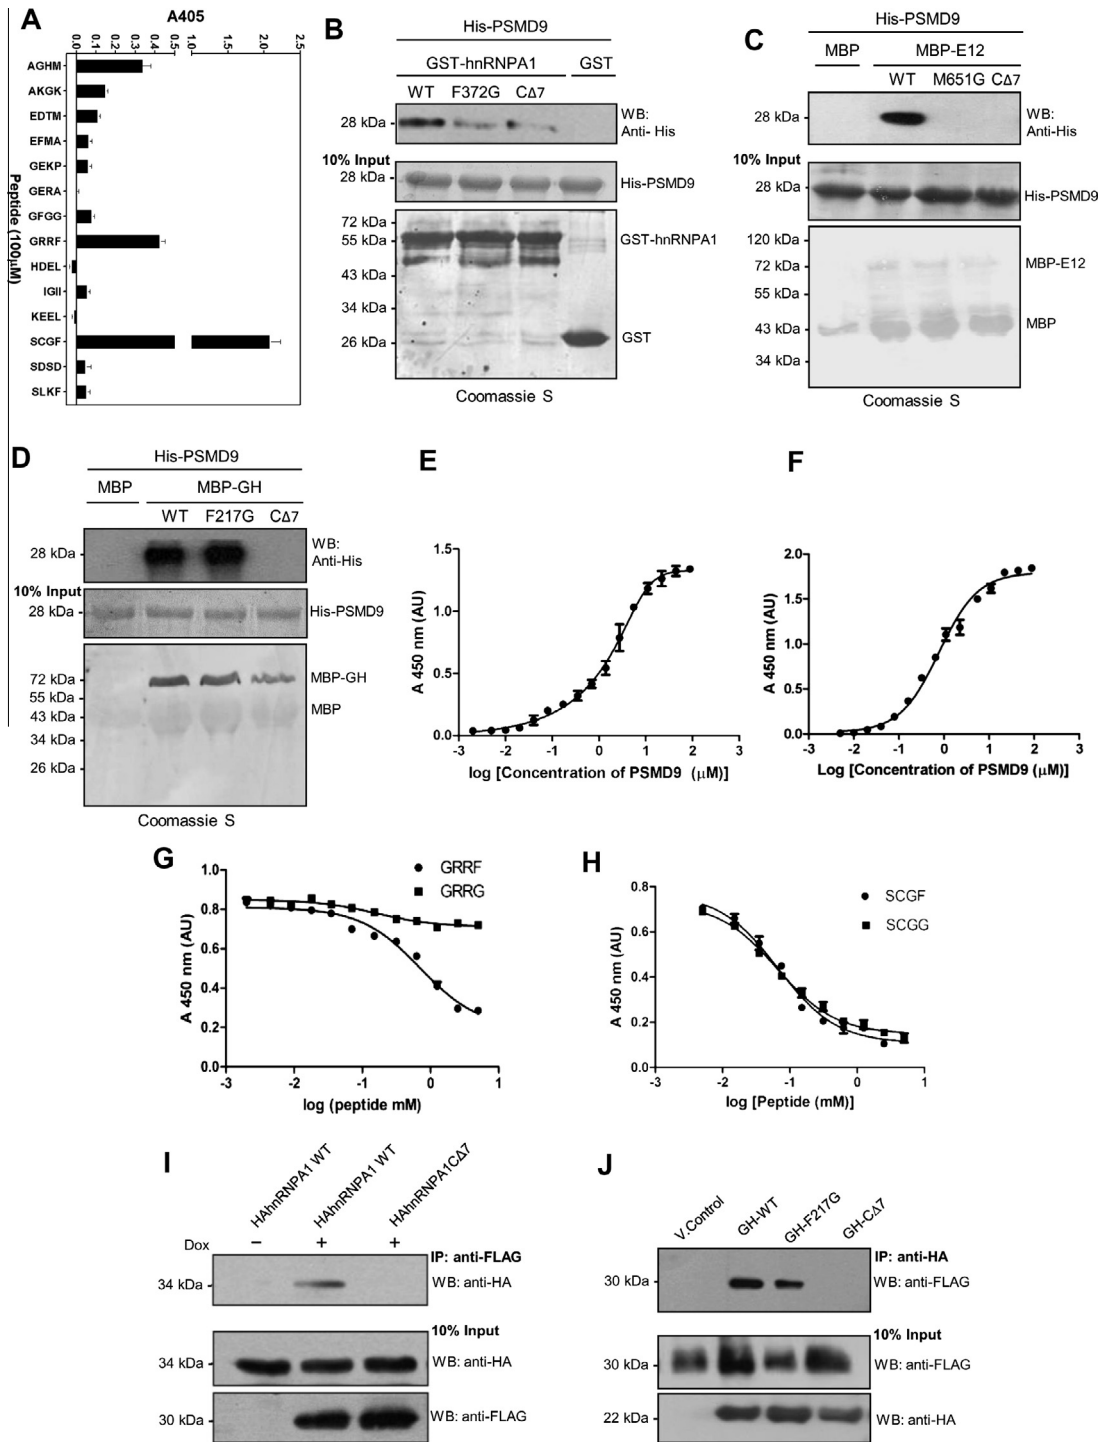 A
A405
0.0 0.1 0.2 0.3 0.4 0.5 1.0 1.5 2.0 2.5
Peptide (100μM)
AGHM
AKGK
EDTM
EFMA
GEKP
GERA
GFGG
GRRF
HDEL
IGII
KEEL
SCGF
SDSD
SLKF
B
His-PSMD9
GST-hnRNPA1 GST
WT F372G CΔ7
28 kDa
WB:
Anti- His
10% Input
28 kDa
His-PSMD9
72 kDa
55 kDa
43 kDa
34 kDa
26 kDa
GST-hnRNPA1
GST
Coomassie S
C
His-PSMD9
MBP MBP-E12
WT M651G CΔ7
28 kDa
WB:
Anti-His
10% Input
28 kDa
His-PSMD9
120 kDa
72 kDa
55 kDa
43 kDa
34 kDa
MBP-E12
MBP
Coomassie S
D
His-PSMD9
MBP MBP-GH
WT F217G CΔ7
28 kDa
WB:
Anti-His
10% Input
28 kDa
His-PSMD9
72 kDa
55 kDa
43 kDa
34 kDa
26 kDa
MBP-GH
MBP
Coomassie S
E
A 450 nm (AU)
1.5
1.0
0.5
0.0
-3 -2 -1 0 1 2 3
log [Concentration of PSMD9 (μM)]
F
A 450 nm (AU)
2.0
1.5
1.0
0.5
0.0
-3 -2 -1 0 1 2 3
Log [Concentration of PSMD9 (μM)]
G
GRRF
GRRG
A 450 nm (AU)
1.0
0.8
0.6
0.4
0.2
0.0
-3 -2 -1 0 1
log (peptide mM)
H
SCGF
SCGG
A 450 nm (AU)
0.8
0.6
0.4
0.2
0.0
-3 -2 -1 0 1
log [Peptide (mM)]
I
HAhnRNPA1 WT
HAhnRNPA1 WT
HAhnRNPA1CΔ7
Dox − + +
IP: anti-FLAG
34 kDa
WB: anti-HA
10% Input
34 kDa
WB: anti-HA
30 kDa
WB: anti-FLAG
J
V.Control
GH-WT
GH-F217G
GH-CΔ7
IP: anti-HA
30 kDa
WB: anti-FLAG
10% Input
30 kDa
WB: anti-FLAG
22 kDa
WB: anti-HA